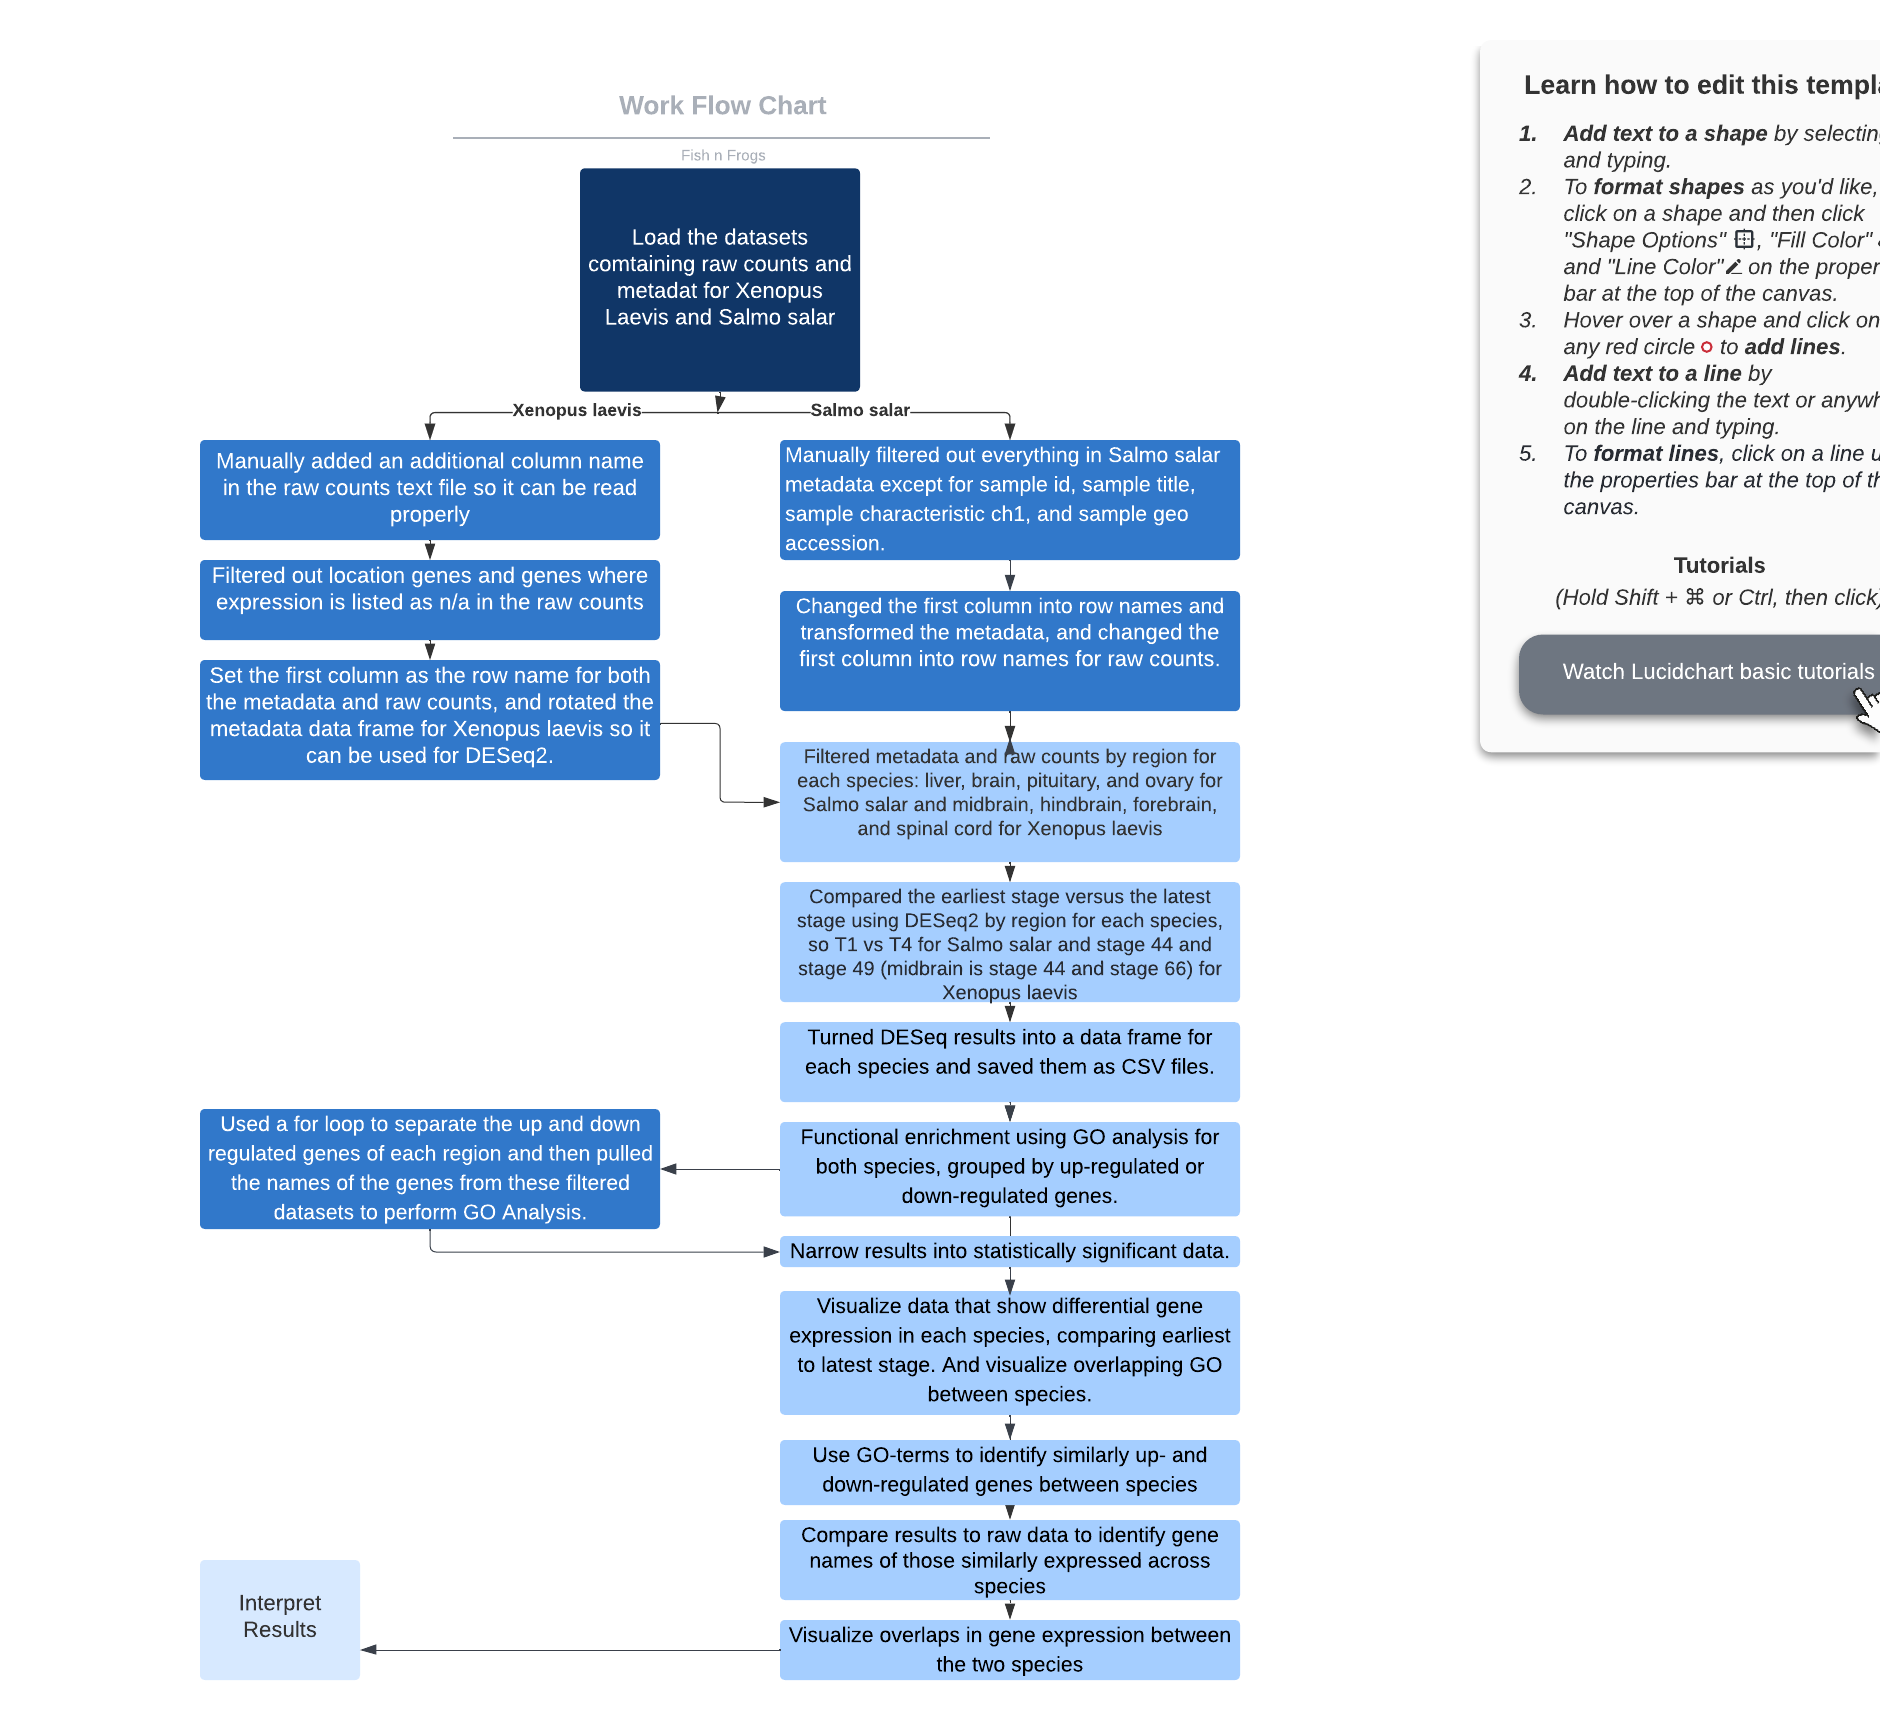 Work Flow Chart
Fish n Frogs
Load the datasets
comtaining raw counts and
metadat for Xenopus
Laevis and Salmo salar
Xenopus laevis
Salmo salar
Manually added an additional column name
in the raw counts text file so it can be read
properly
Filtered out location genes and genes where
expression is listed as n/a in the raw counts
Set the first column as the row name for both
the metadata and raw counts, and rotated the
metadata data frame for Xenopus laevis so it
can be used for DESeq2.
Manually filtered out everything in Salmo salar
metadata except for sample id, sample title,
sample characteristic ch1, and sample geo
accession.
Changed the first column into row names and
transformed the metadata, and changed the
first column into row names for raw counts.
Filtered metadata and raw counts by region for
each species: liver, brain, pituitary, and ovary for
Salmo salar and midbrain, hindbrain, forebrain,
and spinal cord for Xenopus laevis
Compared the earliest stage versus the latest
stage using DESeq2 by region for each species,
so T1 vs T4 for Salmo salar and stage 44 and
stage 49 (midbrain is stage 44 and stage 66) for
Xenopus laevis
Turned DESeq results into a data frame for
each species and saved them as CSV files.
Functional enrichment using GO analysis for
both species, grouped by up-regulated or
down-regulated genes.
Used a for loop to separate the up and down
regulated genes of each region and then pulled
the names of the genes from these filtered
datasets to perform GO Analysis.
Narrow results into statistically significant data.
Visualize data that show differential gene
expression in each species, comparing earliest
to latest stage. And visualize overlapping GO
between species.
Use GO-terms to identify similarly up- and
down-regulated genes between species
Compare results to raw data to identify gene
names of those similarly expressed across
species
Visualize overlaps in gene expression between
the two species
Interpret
Results
Learn how to edit this
1. Add text to a shape by
and typing.
2. To format shapes as you'd like,
click on a shape and then click
"Shape Options" , "Fill Color"
and "Line Color" on the
bar at the top of the canvas.
3. Hover over a shape and click on
any red circle to add lines.
4. Add text to a line by
double-clicking the text or
on the line and typing.
5. To format lines, click on a line
the properties bar at the top of
canvas.
Tutorials
(Hold Shift + ⌘ or Ctrl, then click)
Watch Lucidchart basic tutorials